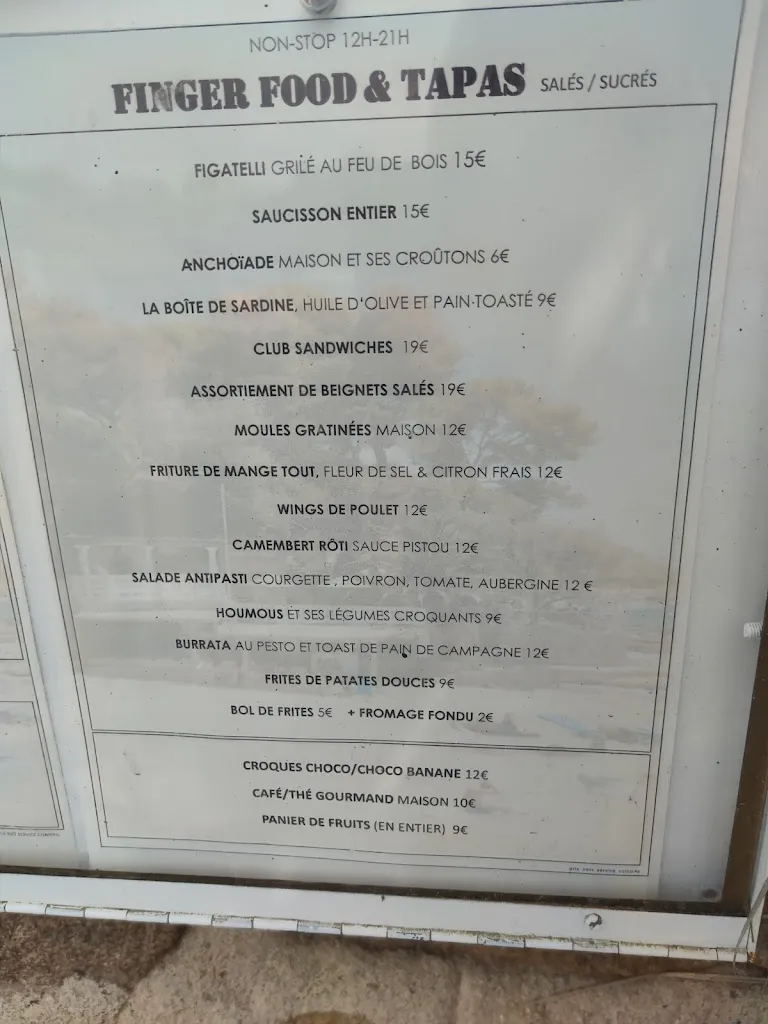 NON-STOP 12H-21H
FINGER FOOD & TAPAS SALÉS / SUCRÉS
FIGATELLI GRILÉ AU FEU DE BOIS 15€
SAUCISSON ENTIER 15€
ANCHOïADE MAISON ET SES CROÛTONS 6€
LA BOÎTE DE SARDINE, HUILE D'OLIVE ET PAIN-TOASTÉ 9€
CLUB SANDWICHES 19€
ASSORTIEMENT DE BEIGNETS SALÉS 19€
MOULES GRATINÉES MAISON 12€
FRITURE DE MANGE TOUT, FLEUR DE SEL & CITRON FRAIS 12€
WINGS DE POULET 12€
CAMEMBERT RÔTI SAUCE PISTOU 12€
SALADE ANTIPASTI COURGETTE , POIVRON, TOMATE, AUBERGINE 12 €
HOUMOUS ET SES LÉGUMES CROQUANTS 9€
BURRATA AU PESTO ET TOAST DE PAIN DE CAMPAGNE 12€
FRITES DE PATATES DOUCES 9€
BOL DE FRITES 5€ + FROMAGE FONDU 2€
CROQUES CHOCO/CHOCO BANANE 12€
CAFÉ/THÉ GOURMAND MAISON 10€
PANIER DE FRUITS (EN ENTIER) 9€